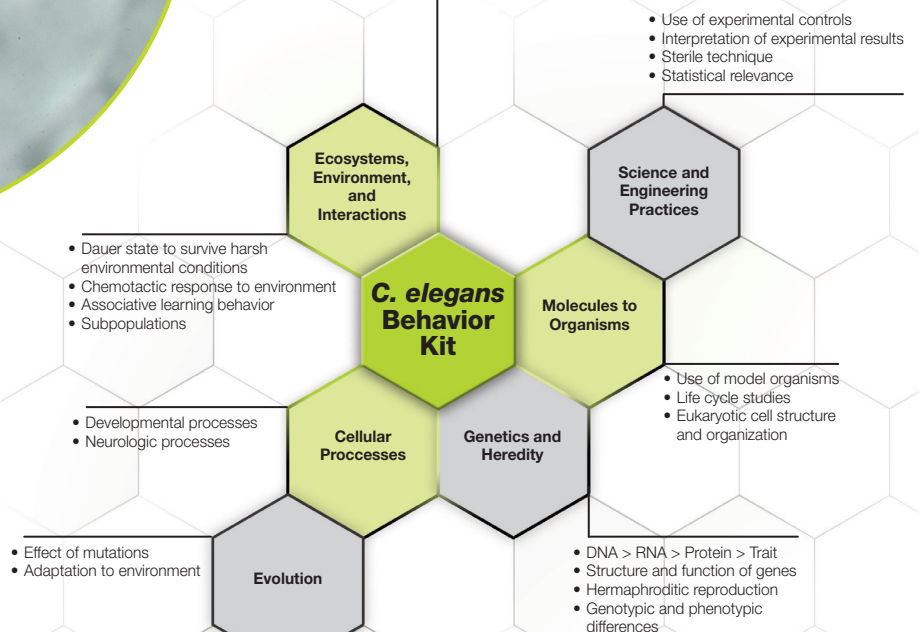 • Use of experimental controls
• Interpretation of experimental results
• Sterile technique
• Statistical relevance
Ecosystems,
Environment,
and
Interactions
Science and
Engineering
Practices
• Dauer state to survive harsh
environmental conditions
• Chemotactic response to environment
• Associative learning behavior
• Subpopulations
C. elegans
Behavior
Kit
Molecules to
Organisms
• Use of model organisms
• Life cycle studies
• Eukaryotic cell structure
and organization
• Developmental processes
• Neurologic processes
Cellular
Proccesses
Genetics and
Heredity
• Effect of mutations
• Adaptation to environment
Evolution
• DNA > RNA > Protein > Trait
• Structure and function of genes
• Hermaphroditic reproduction
• Genotypic and phenotypic
differences